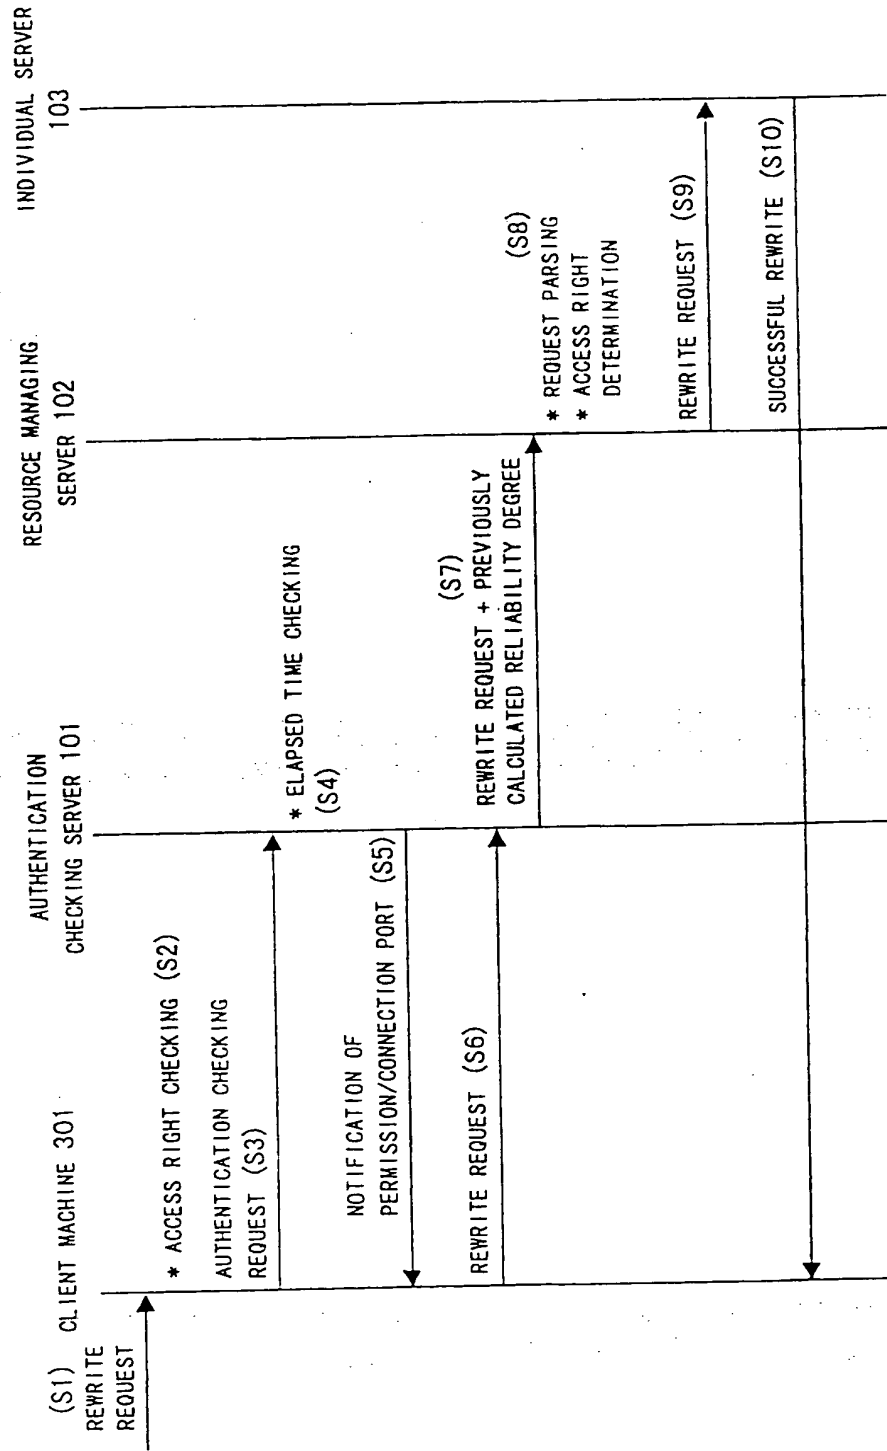 (S1)
REWRITE
REQUEST
CLIENT MACHINE 301
AUTHENTICATION
CHECKING SERVER 101
RESOURCE MANAGING
SERVER 102
INDIVIDUAL SERVER
103
* ACCESS RIGHT CHECKING (S2)
AUTHENTICATION CHECKING
REQUEST (S3)
* ELAPSED TIME CHECKING
(S4)
NOTIFICATION OF
PERMISSION/CONNECTION PORT (S5)
REWRITE REQUEST (S6)
(S7)
REWRITE REQUEST + PREVIOUSLY
CALCULATED RELIABILITY DEGREE
(S8)
* REQUEST PARSING
* ACCESS RIGHT
DETERMINATION
REWRITE REQUEST (S9)
SUCCESSFUL REWRITE (S10)